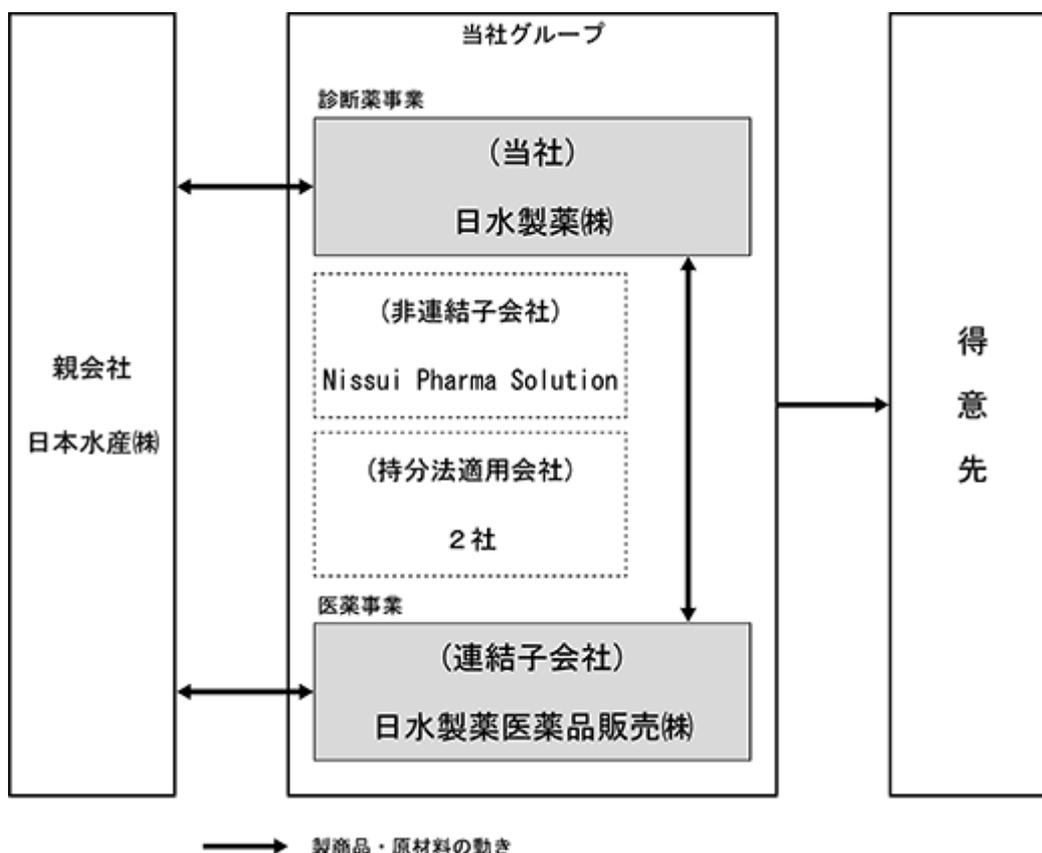 当社グループ
診断薬事業
(当社)
日水製薬㈱
(非連結子会社)
Nissui Pharma Solution
(持分法適用会社)
2社
医薬事業
(連結子会社)
日水製薬医薬品販売㈱
親会社
日本水産㈱
得
意
先
製商品・原材料の動き